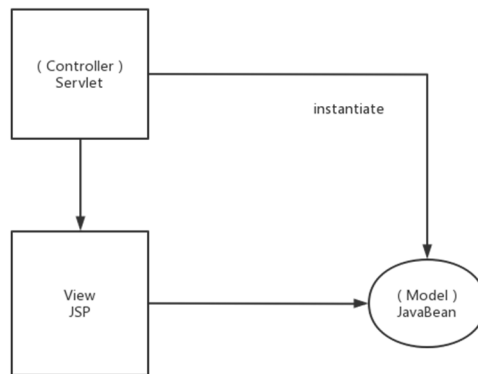 ( Controller )
Servlet
instantiate
View
JSP
( Model )
JavaBean